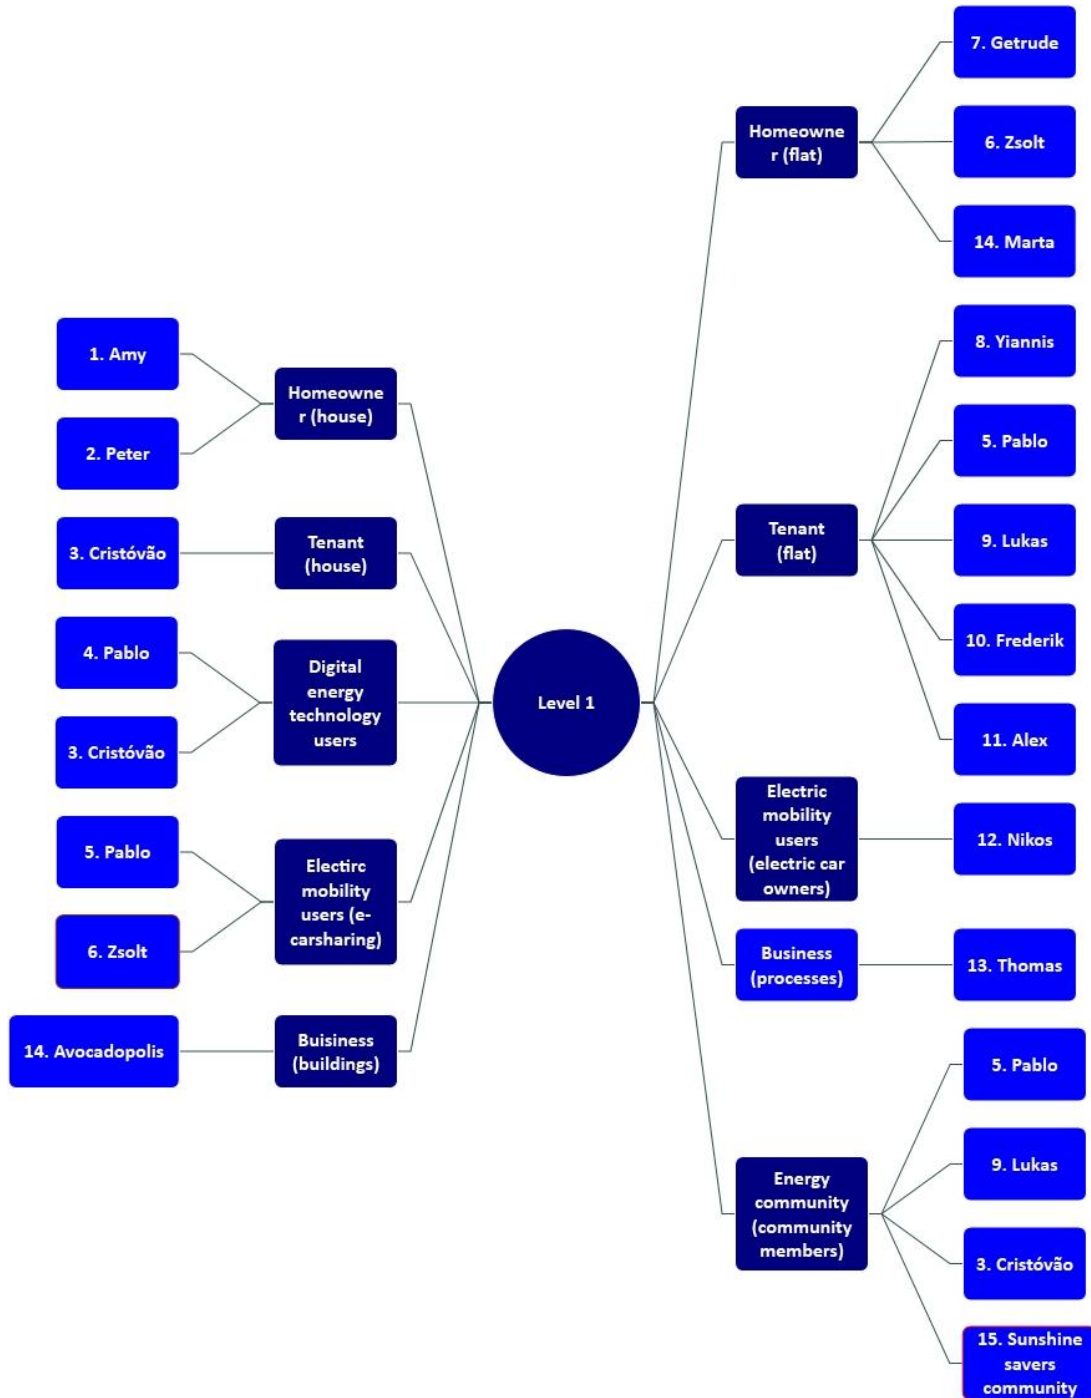 Level 1
Homeowne
r (house)
1. Amy
2. Peter
Tenant
(house)
3. Cristóvão
Digital
energy
technology
users
4. Pablo
3. Cristóvão
Electirc
mobility
users (e-
carsharing)
5. Pablo
6. Zsolt
Buisiness
(buildings)
14. Avocadopolis
Homeowne
r (flat)
7. Getrude
6. Zsolt
14. Marta
Tenant
(flat)
8. Yiannis
5. Pablo
9. Lukas
10. Frederik
11. Alex
Electric
mobility
users
(electric car
owners)
12. Nikos
Business
(processes)
13. Thomas
Energy
community
(community
members)
5. Pablo
9. Lukas
3. Cristóvão
15. Sunshine
savers
community